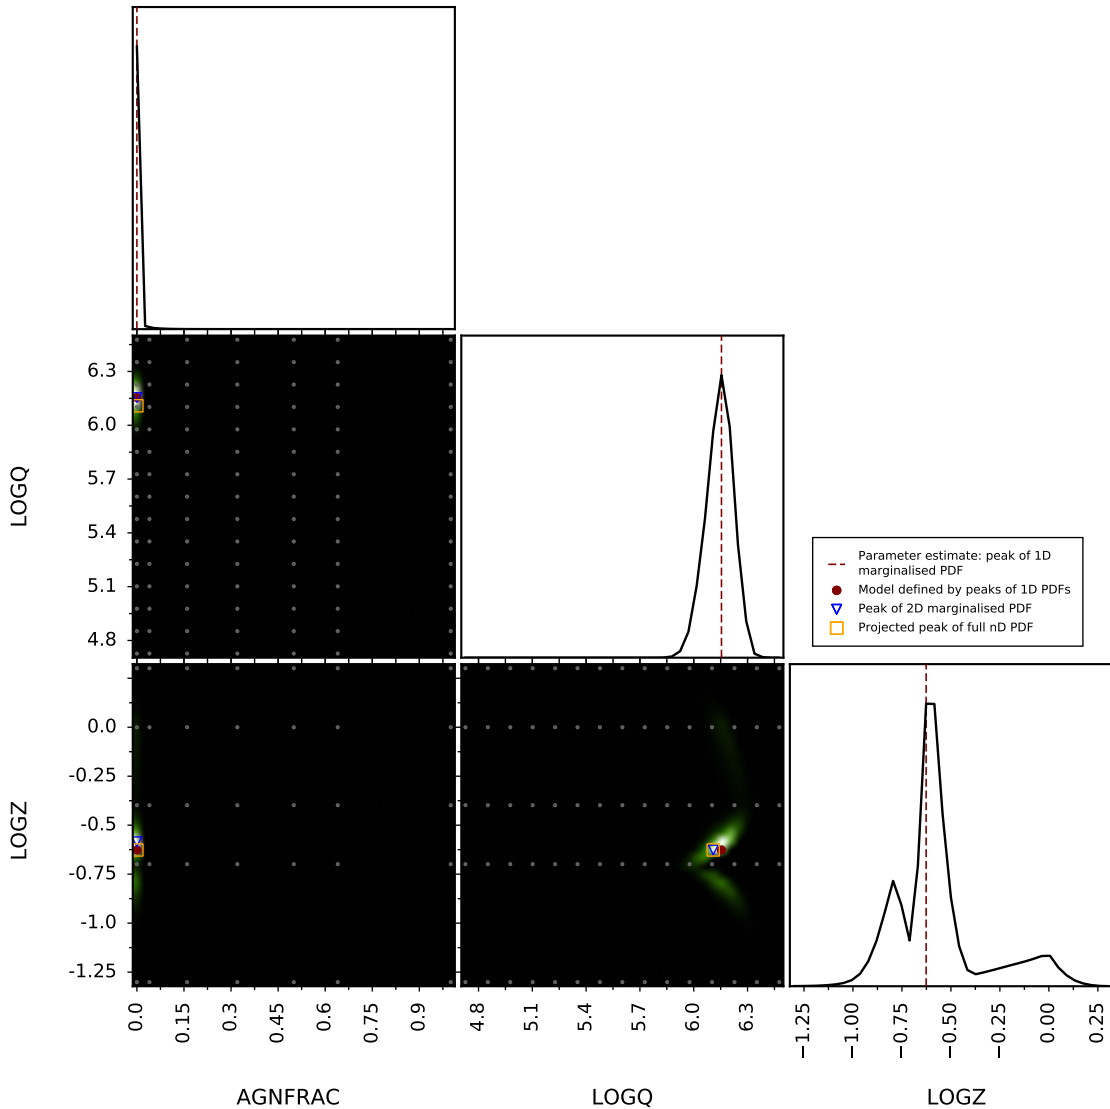 6.3
6.0
5.7
5.4
5.1
4.8
LOGQ
Parameter estimate: peak of 1D
marginalised PDF
Model defined by peaks of 1D PDFs
Peak of 2D marginalised PDF
Projected peak of full nD PDF
0.0
-0.25
-0.5
-0.75
-1.0
-1.25
LOGZ
0.0 0.15 0.3 0.45 0.6 0.75 0.9
4.8 5.1 5.4 5.7 6.0 6.3
−1.25 −1.00 −0.75 −0.50 −0.25 0.00 0.25
AGNFRAC LOGQ LOGZ